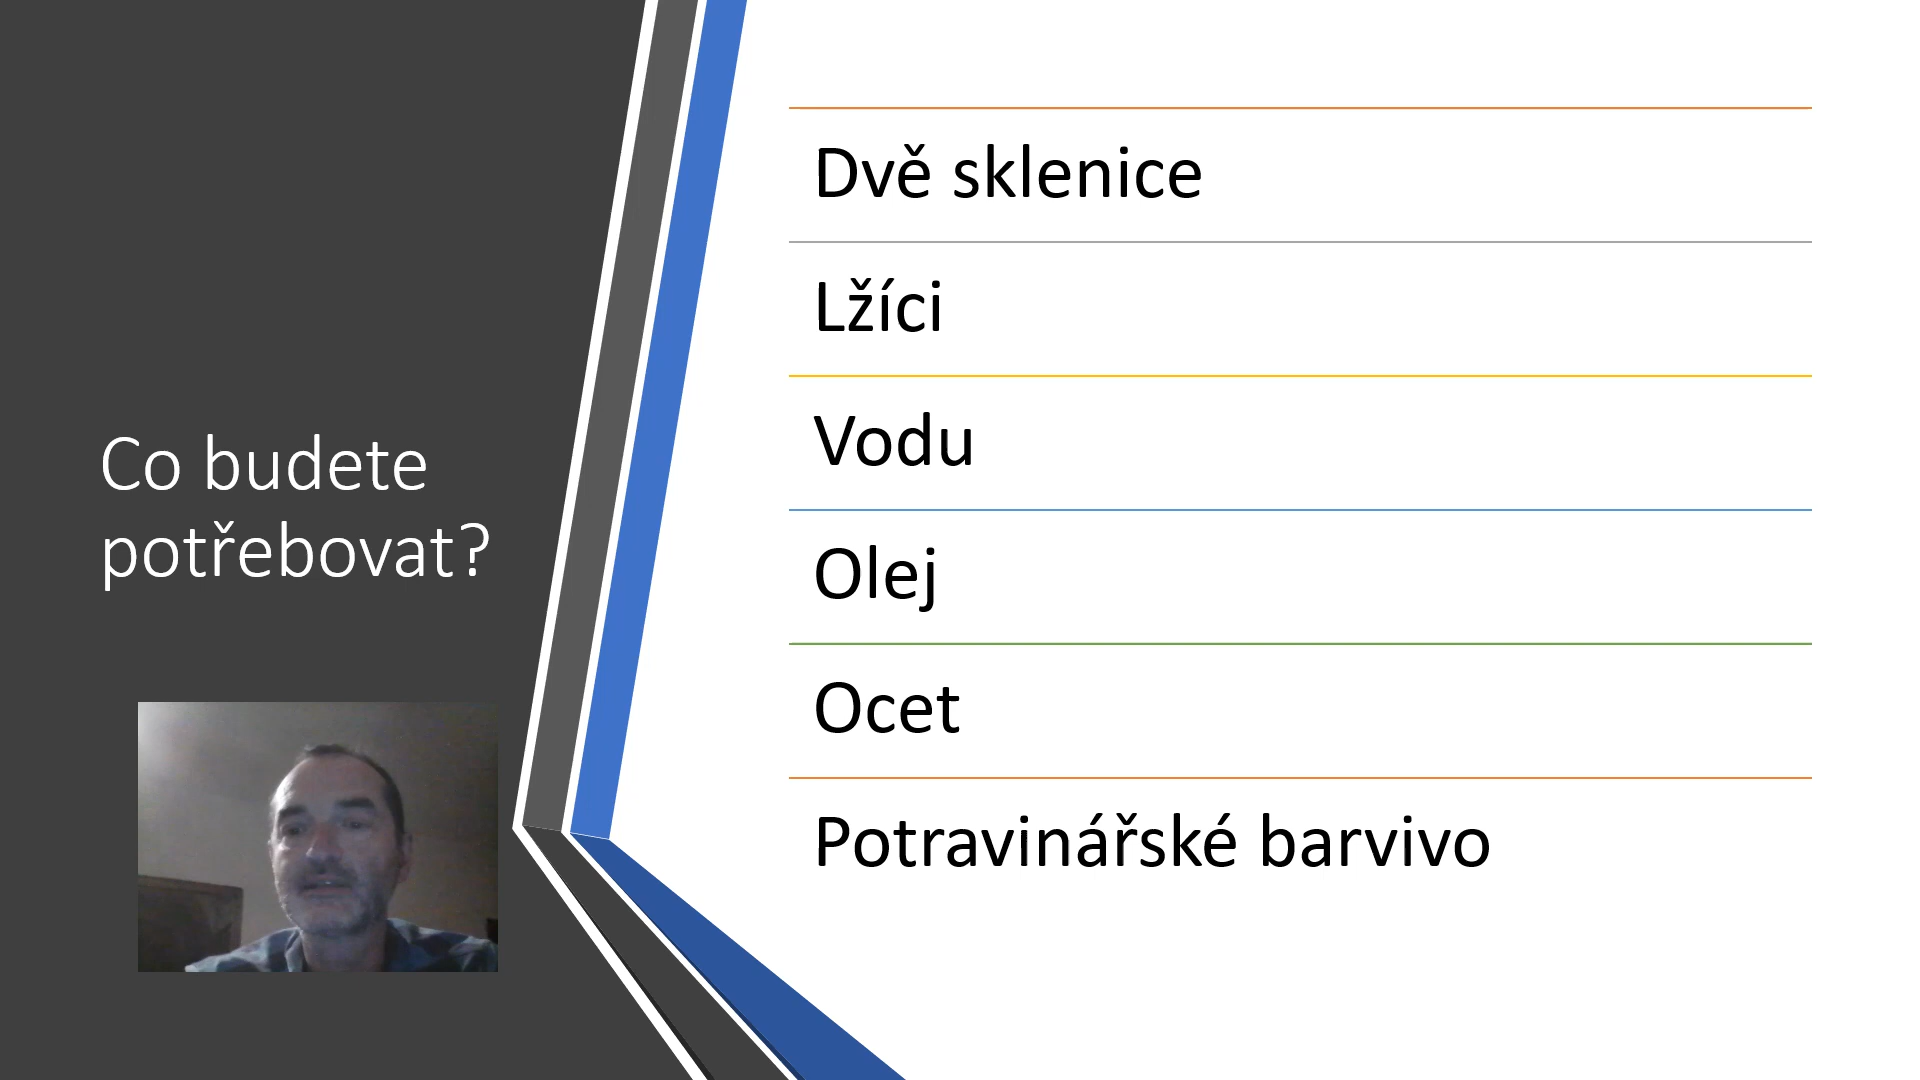 Co budete
potřebovat?
Dvě sklenice
Lžíci
Vodu
Olej
Ocet
Potravinářské barvivo